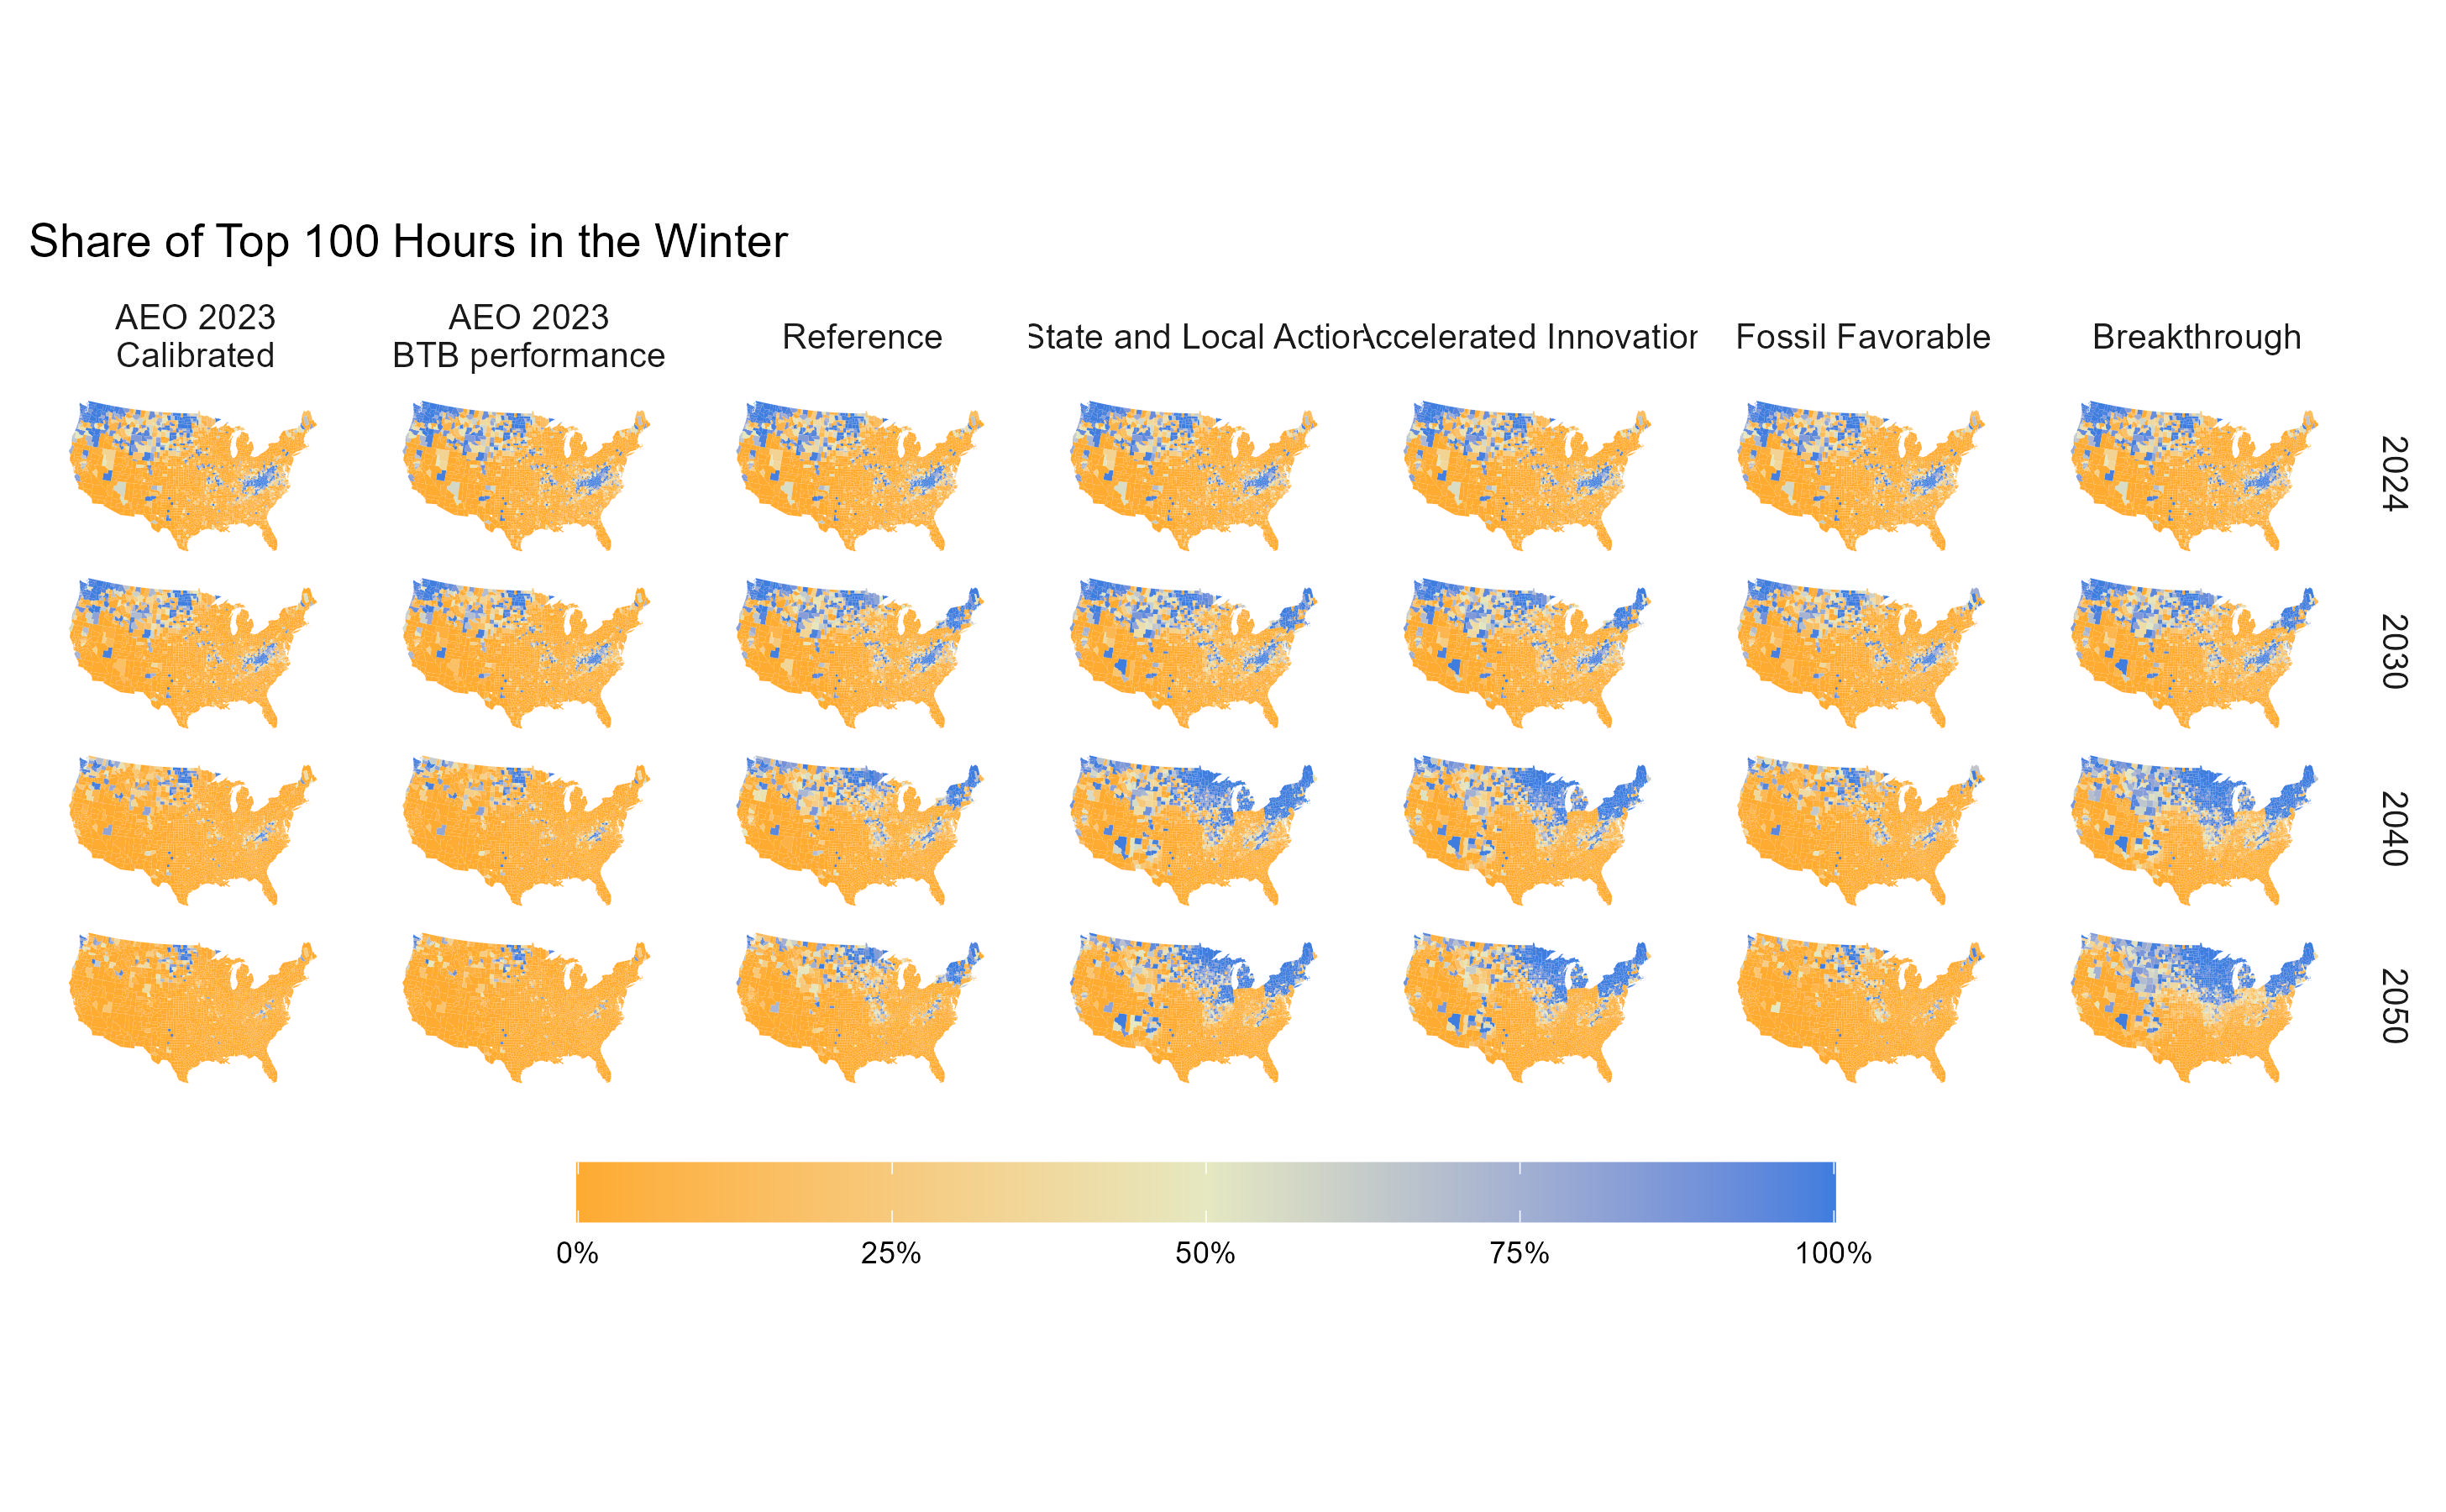 Share of Top 100 Hours in the Winter
AEO 2023
Calibrated
AEO 2023
BTB performance
Reference
State and Local Action
Accelerated Innovation
Fossil Favorable
Breakthrough
2024
2030
2040
2050
0%
25%
50%
75%
100%